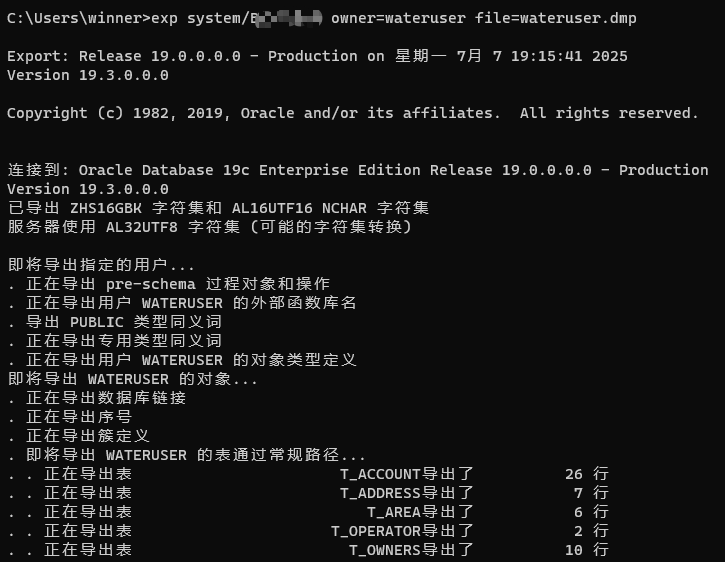 C:\Users\winner>exp system/ owner=wateruser file=wateruser.dmp
Export: Release 19.0.0.0.0 - Production on 星期一 7月 7 19:15:41 2025
Version 19.3.0.0.0
Copyright (c) 1982, 2019, Oracle and/or its affiliates.  All rights reserved.
连接到: Oracle Database 19c Enterprise Edition Release 19.0.0.0.0 - Production
Version 19.3.0.0.0
已导出 ZHS16GBK 字符集和 AL16UTF16 NCHAR 字符集
服务器使用 AL32UTF8 字符集 (可能的字符集转换)
即将导出指定的用户...
. 正在导出 pre-schema 过程对象和操作
. 正在导出用户 WATERUSER 的外部函数库名
. 导出 PUBLIC 类型同义词
. 正在导出专用类型同义词
. 正在导出用户 WATERUSER 的对象类型定义
即将导出 WATERUSER 的对象...
. 正在导出数据库链接
. 正在导出序号
. 正在导出簇定义
. 即将导出 WATERUSER 的表通过常规路径...
. . 正在导出表 T_ACCOUNT导出了 26 行
. . 正在导出表 T_ADDRESS导出了 7 行
. . 正在导出表 T_AREA导出了 6 行
. . 正在导出表 T_OPERATOR导出了 2 行
. . 正在导出表 T_OWNERS导出了 10 行